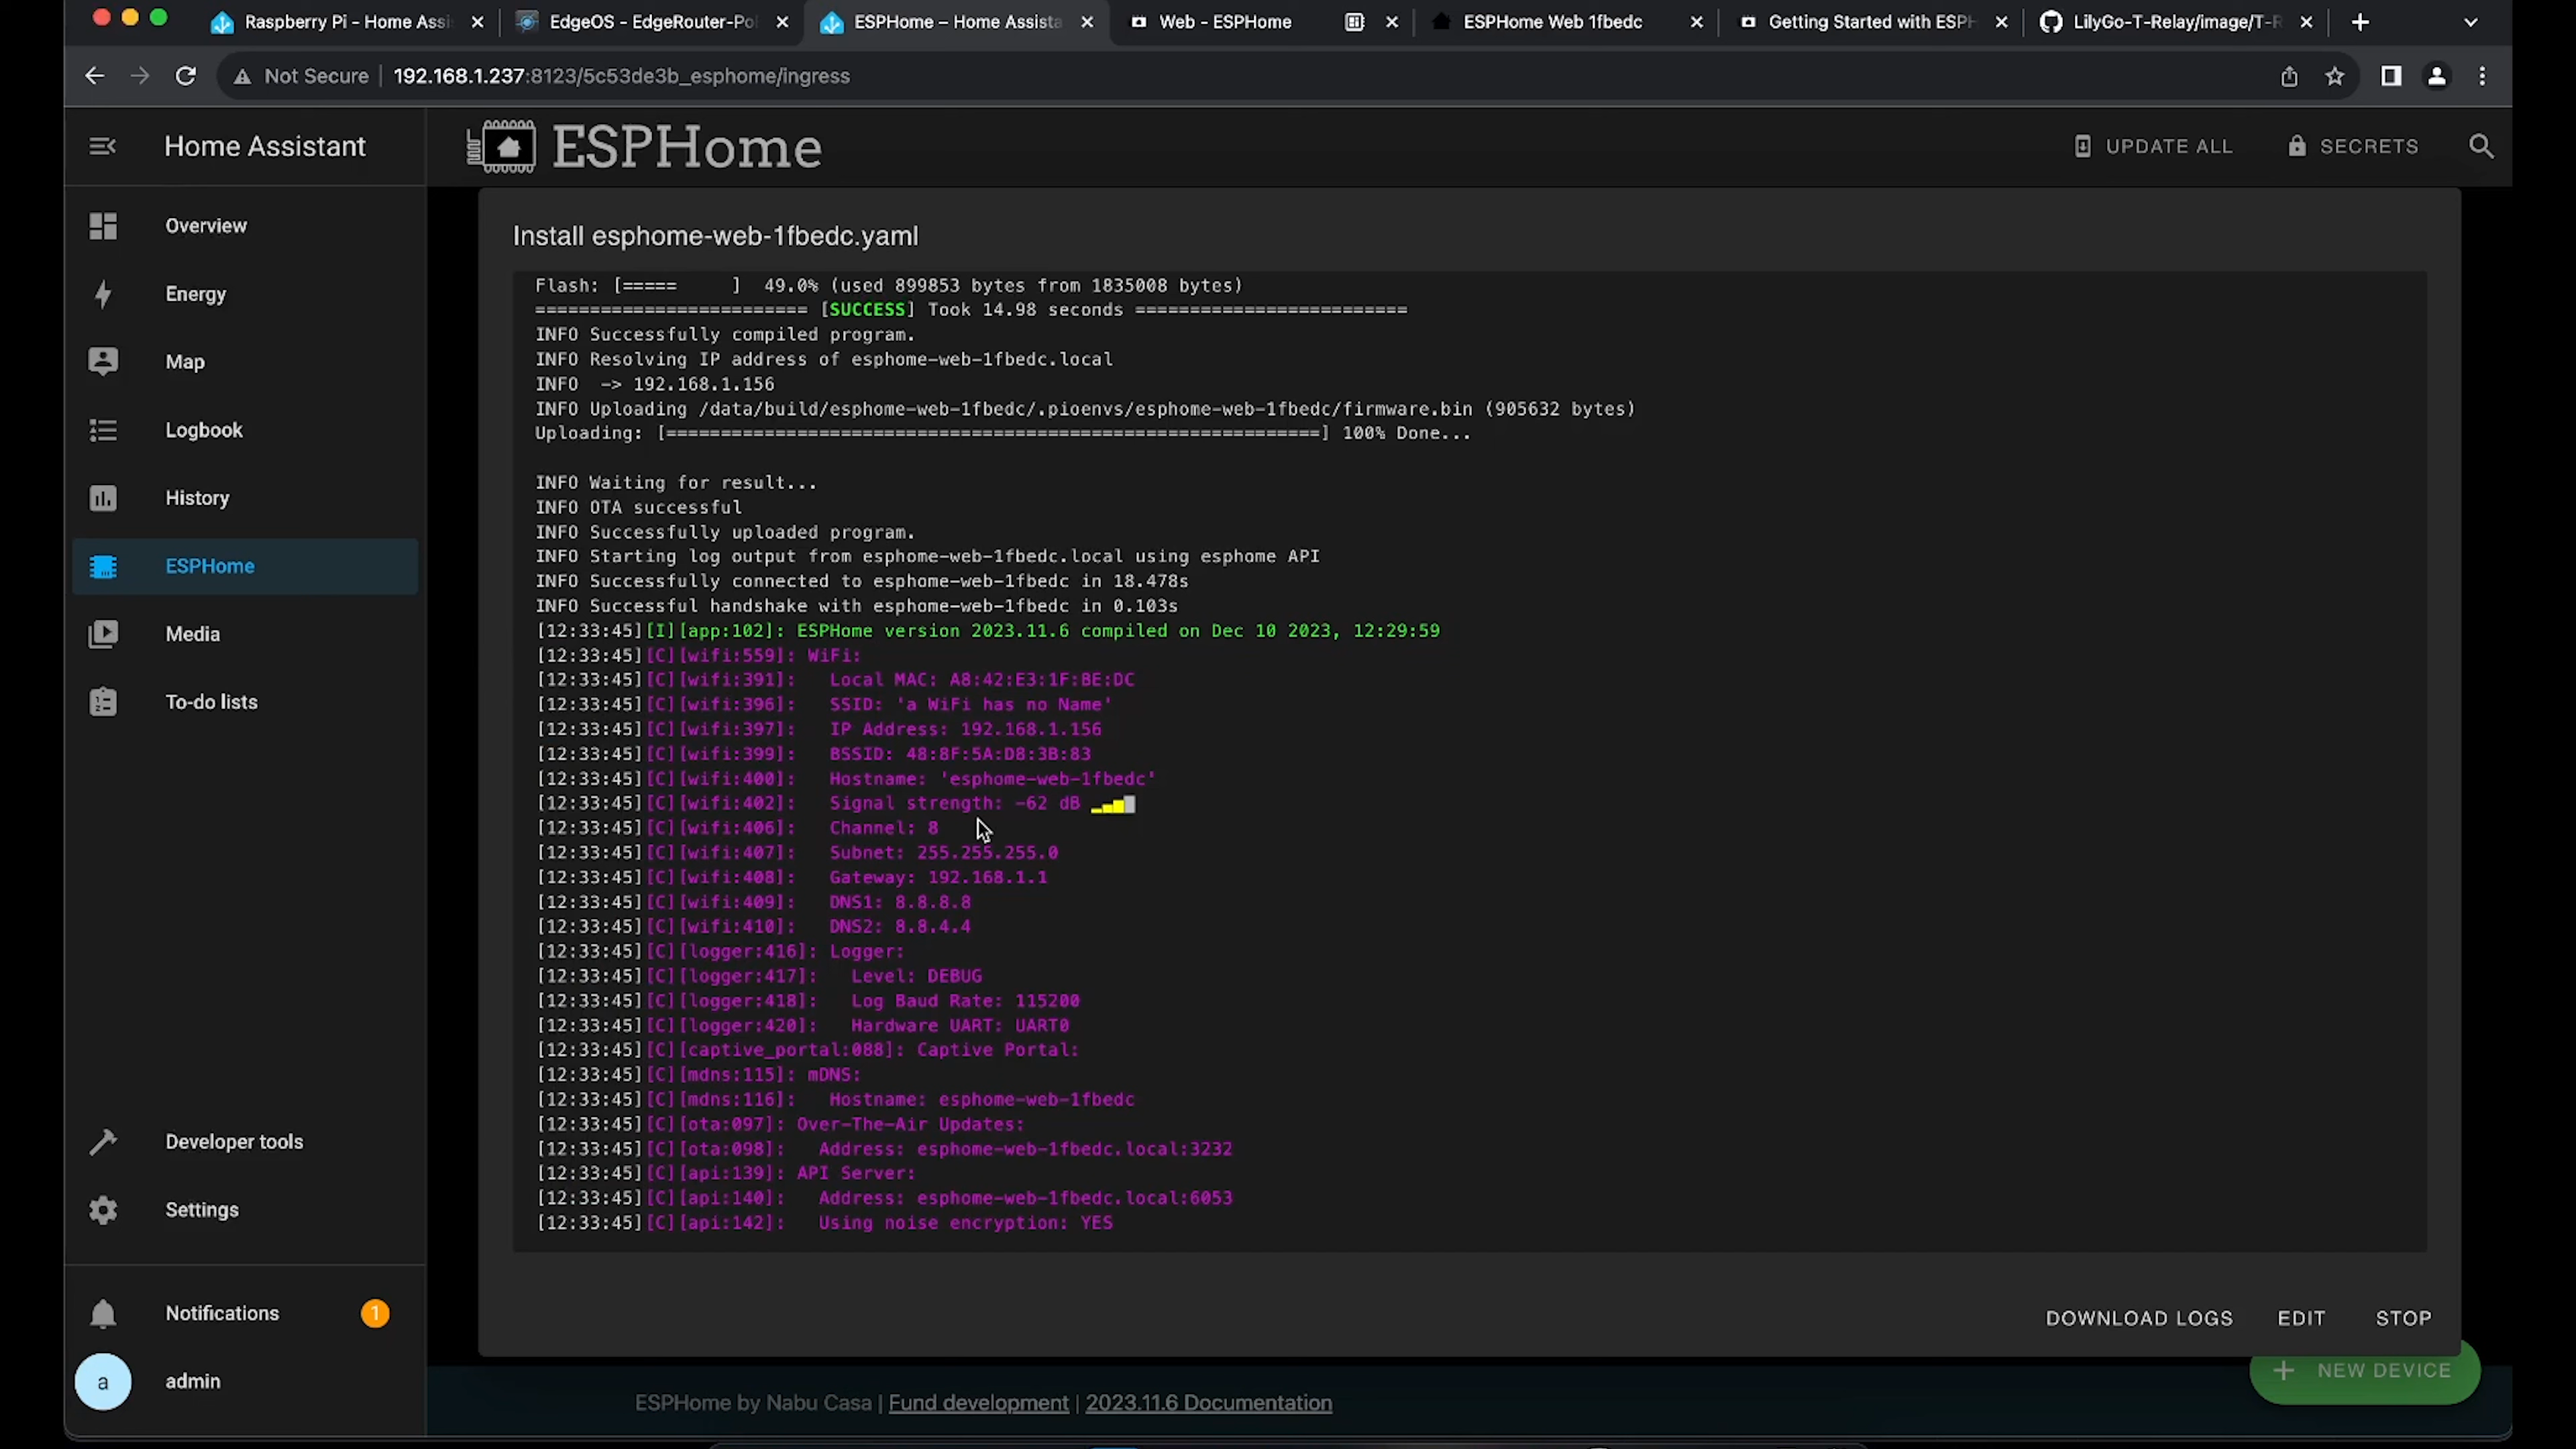 Raspberry Pi - Home Assis
EdgeOS - EdgeRouter-Po
ESPHome – Home Assista
Web - ESPHome
ESPHome Web 1fbedc
Getting Started with ESPH
LilyGo-T-Relay/image/T-R
Not Secure
192.168.1.237:8123/5c53de3b_esphome/ingress
Home Assistant
ESPHome
UPDATE ALL
SECRETS
Overview
Energy
Map
Logbook
History
ESPHome
Media
To-do lists
Developer tools
Settings
Notifications
1
a
admin
Install esphome-web-1fbedc.yaml
Flash: [=====     ]  49.0% (used 899853 bytes from 1835008 bytes)
========================= [SUCCESS] Took 14.98 seconds =========================
INFO Successfully compiled program.
INFO Resolving IP address of esphome-web-1fbedc.local
INFO  -> 192.168.1.156
INFO Uploading /data/build/esphome-web-1fbedc/.pioenvs/esphome-web-1fbedc/firmware.bin (905632 bytes)
Uploading: [============================================================] 100% Done...
INFO Waiting for result...
INFO OTA successful
INFO Successfully uploaded program.
INFO Starting log output from esphome-web-1fbedc.local using esphome API
INFO Successfully connected to esphome-web-1fbedc in 18.478s
INFO Successful handshake with esphome-web-1fbedc in 0.103s
[12:33:45][I][app:102]: ESPHome version 2023.11.6 compiled on Dec 10 2023, 12:29:59
[12:33:45][C][wifi:559]: WiFi:
[12:33:45][C][wifi:391]:   Local MAC: A8:42:E3:1F:BE:DC
[12:33:45][C][wifi:396]:   SSID: 'a WiFi has no Name'
[12:33:45][C][wifi:397]:   IP Address: 192.168.1.156
[12:33:45][C][wifi:399]:   BSSID: 48:8F:5A:D8:3B:83
[12:33:45][C][wifi:400]:   Hostname: 'esphome-web-1fbedc'
[12:33:45][C][wifi:402]:   Signal strength: -62 dB
[12:33:45][C][wifi:406]:   Channel: 8
[12:33:45][C][wifi:407]:   Subnet: 255.255.255.0
[12:33:45][C][wifi:408]:   Gateway: 192.168.1.1
[12:33:45][C][wifi:409]:   DNS1: 8.8.8.8
[12:33:45][C][wifi:410]:   DNS2: 8.8.4.4
[12:33:45][C][logger:416]: Logger:
[12:33:45][C][logger:417]:   Level: DEBUG
[12:33:45][C][logger:418]:   Log Baud Rate: 115200
[12:33:45][C][logger:420]:   Hardware UART: UART0
[12:33:45][C][captive_portal:088]: Captive Portal:
[12:33:45][C][mdns:115]: mDNS:
[12:33:45][C][mdns:116]:   Hostname: esphome-web-1fbedc
[12:33:45][C][ota:097]: Over-The-Air Updates:
[12:33:45][C][ota:098]:   Address: esphome-web-1fbedc.local:3232
[12:33:45][C][api:139]: API Server:
[12:33:45][C][api:140]:   Address: esphome-web-1fbedc.local:6053
[12:33:45][C][api:142]:   Using noise encryption: YES
DOWNLOAD LOGS
EDIT
STOP
+ NEW DEVICE
ESPHome by Nabu Casa | Fund development | 2023.11.6 Documentation